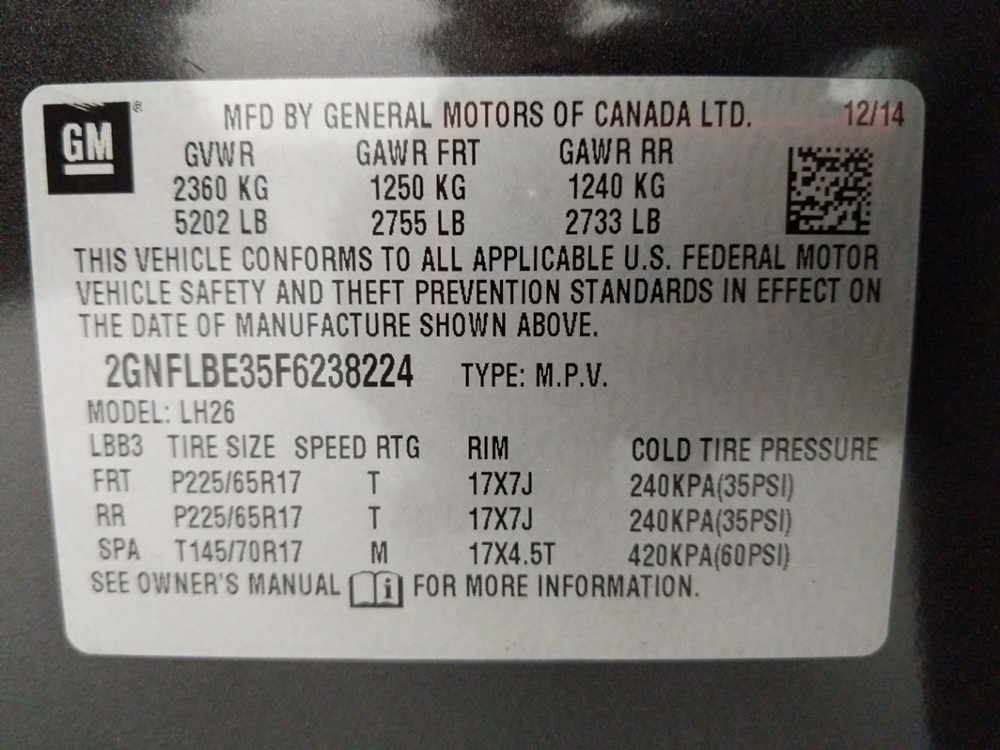 GM ®
MFD BY GENERAL MOTORS OF CANADA LTD. 12/14
GVWR GAWR FRT GAWR RR
2360 KG 1250 KG 1240 KG
5202 LB 2755 LB 2733 LB
THIS VEHICLE CONFORMS TO ALL APPLICABLE U.S. FEDERAL MOTOR
VEHICLE SAFETY AND THEFT PREVENTION STANDARDS IN EFFECT ON
THE DATE OF MANUFACTURE SHOWN ABOVE.
2GNFLBE35F6238224 TYPE: M.P.V.
MODEL: LH26
LBB3 TIRE SIZE SPEED RTG RIM COLD TIRE PRESSURE
FRT P225/65R17 T 17X7J 240KPA(35PSI)
RR P225/65R17 T 17X7J 240KPA(35PSI)
SPA T145/70R17 M 17X4.5T 420KPA(60PSI)
SEE OWNER'S MANUAL i FOR MORE INFORMATION.